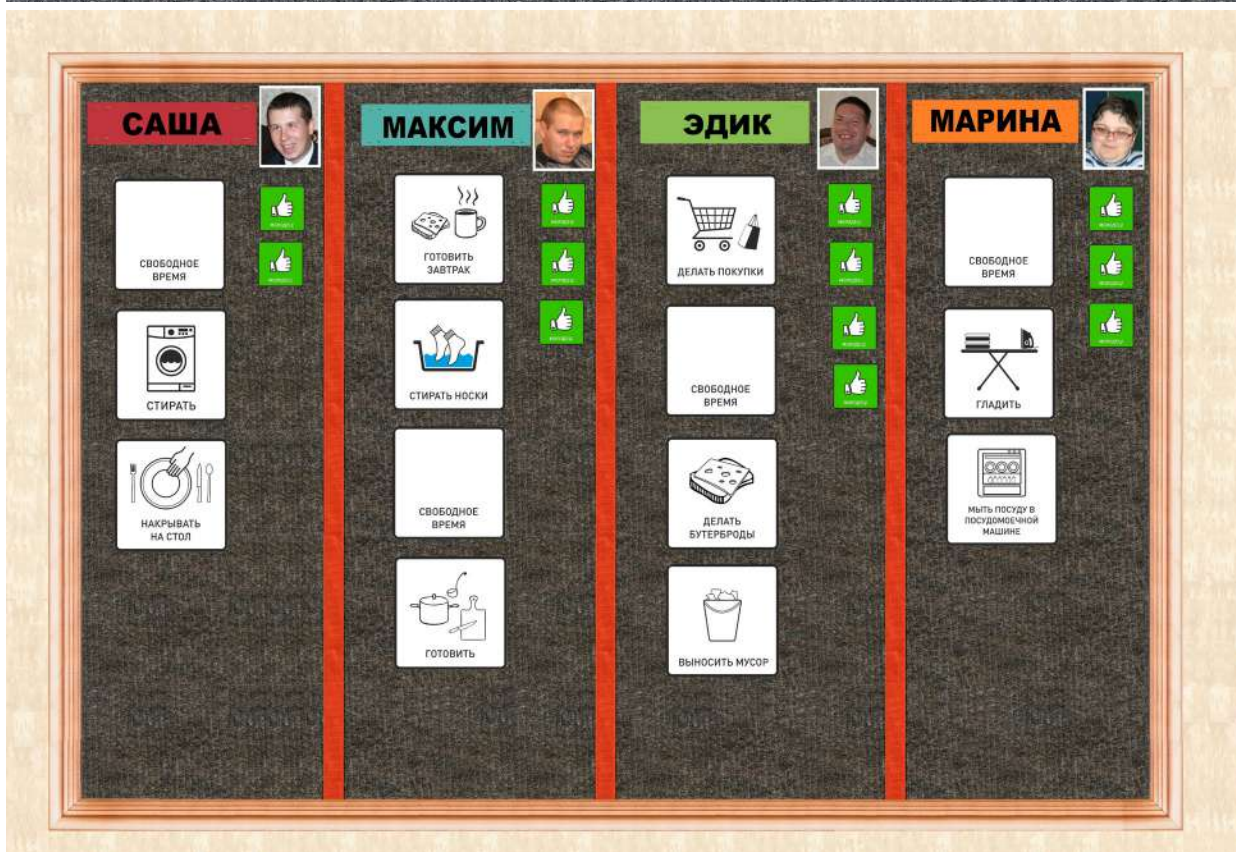 САША
СВОБОДНОЕ
ВРЕМЯ
СТИРАТЬ
НАКРЫВАТЬ
НА СТОЛ
МАКСИМ
ГОТОВИТЬ
ЗАВТРАК
СТИРАТЬ НОСКИ
СВОБОДНОЕ
ВРЕМЯ
ГОТОВИТЬ
ЭДИК
ДЕЛАТЬ ПОКУПКИ
СВОБОДНОЕ
ВРЕМЯ
ДЕЛАТЬ
БУТЕРБРОДЫ
ВЫНОСИТЬ МУСОР
МАРИНА
СВОБОДНОЕ
ВРЕМЯ
ГЛАДИТЬ
МЫТЬ ПОСУДУ В
ПОСУДОМОЕЧНОЙ
МАШИНЕ